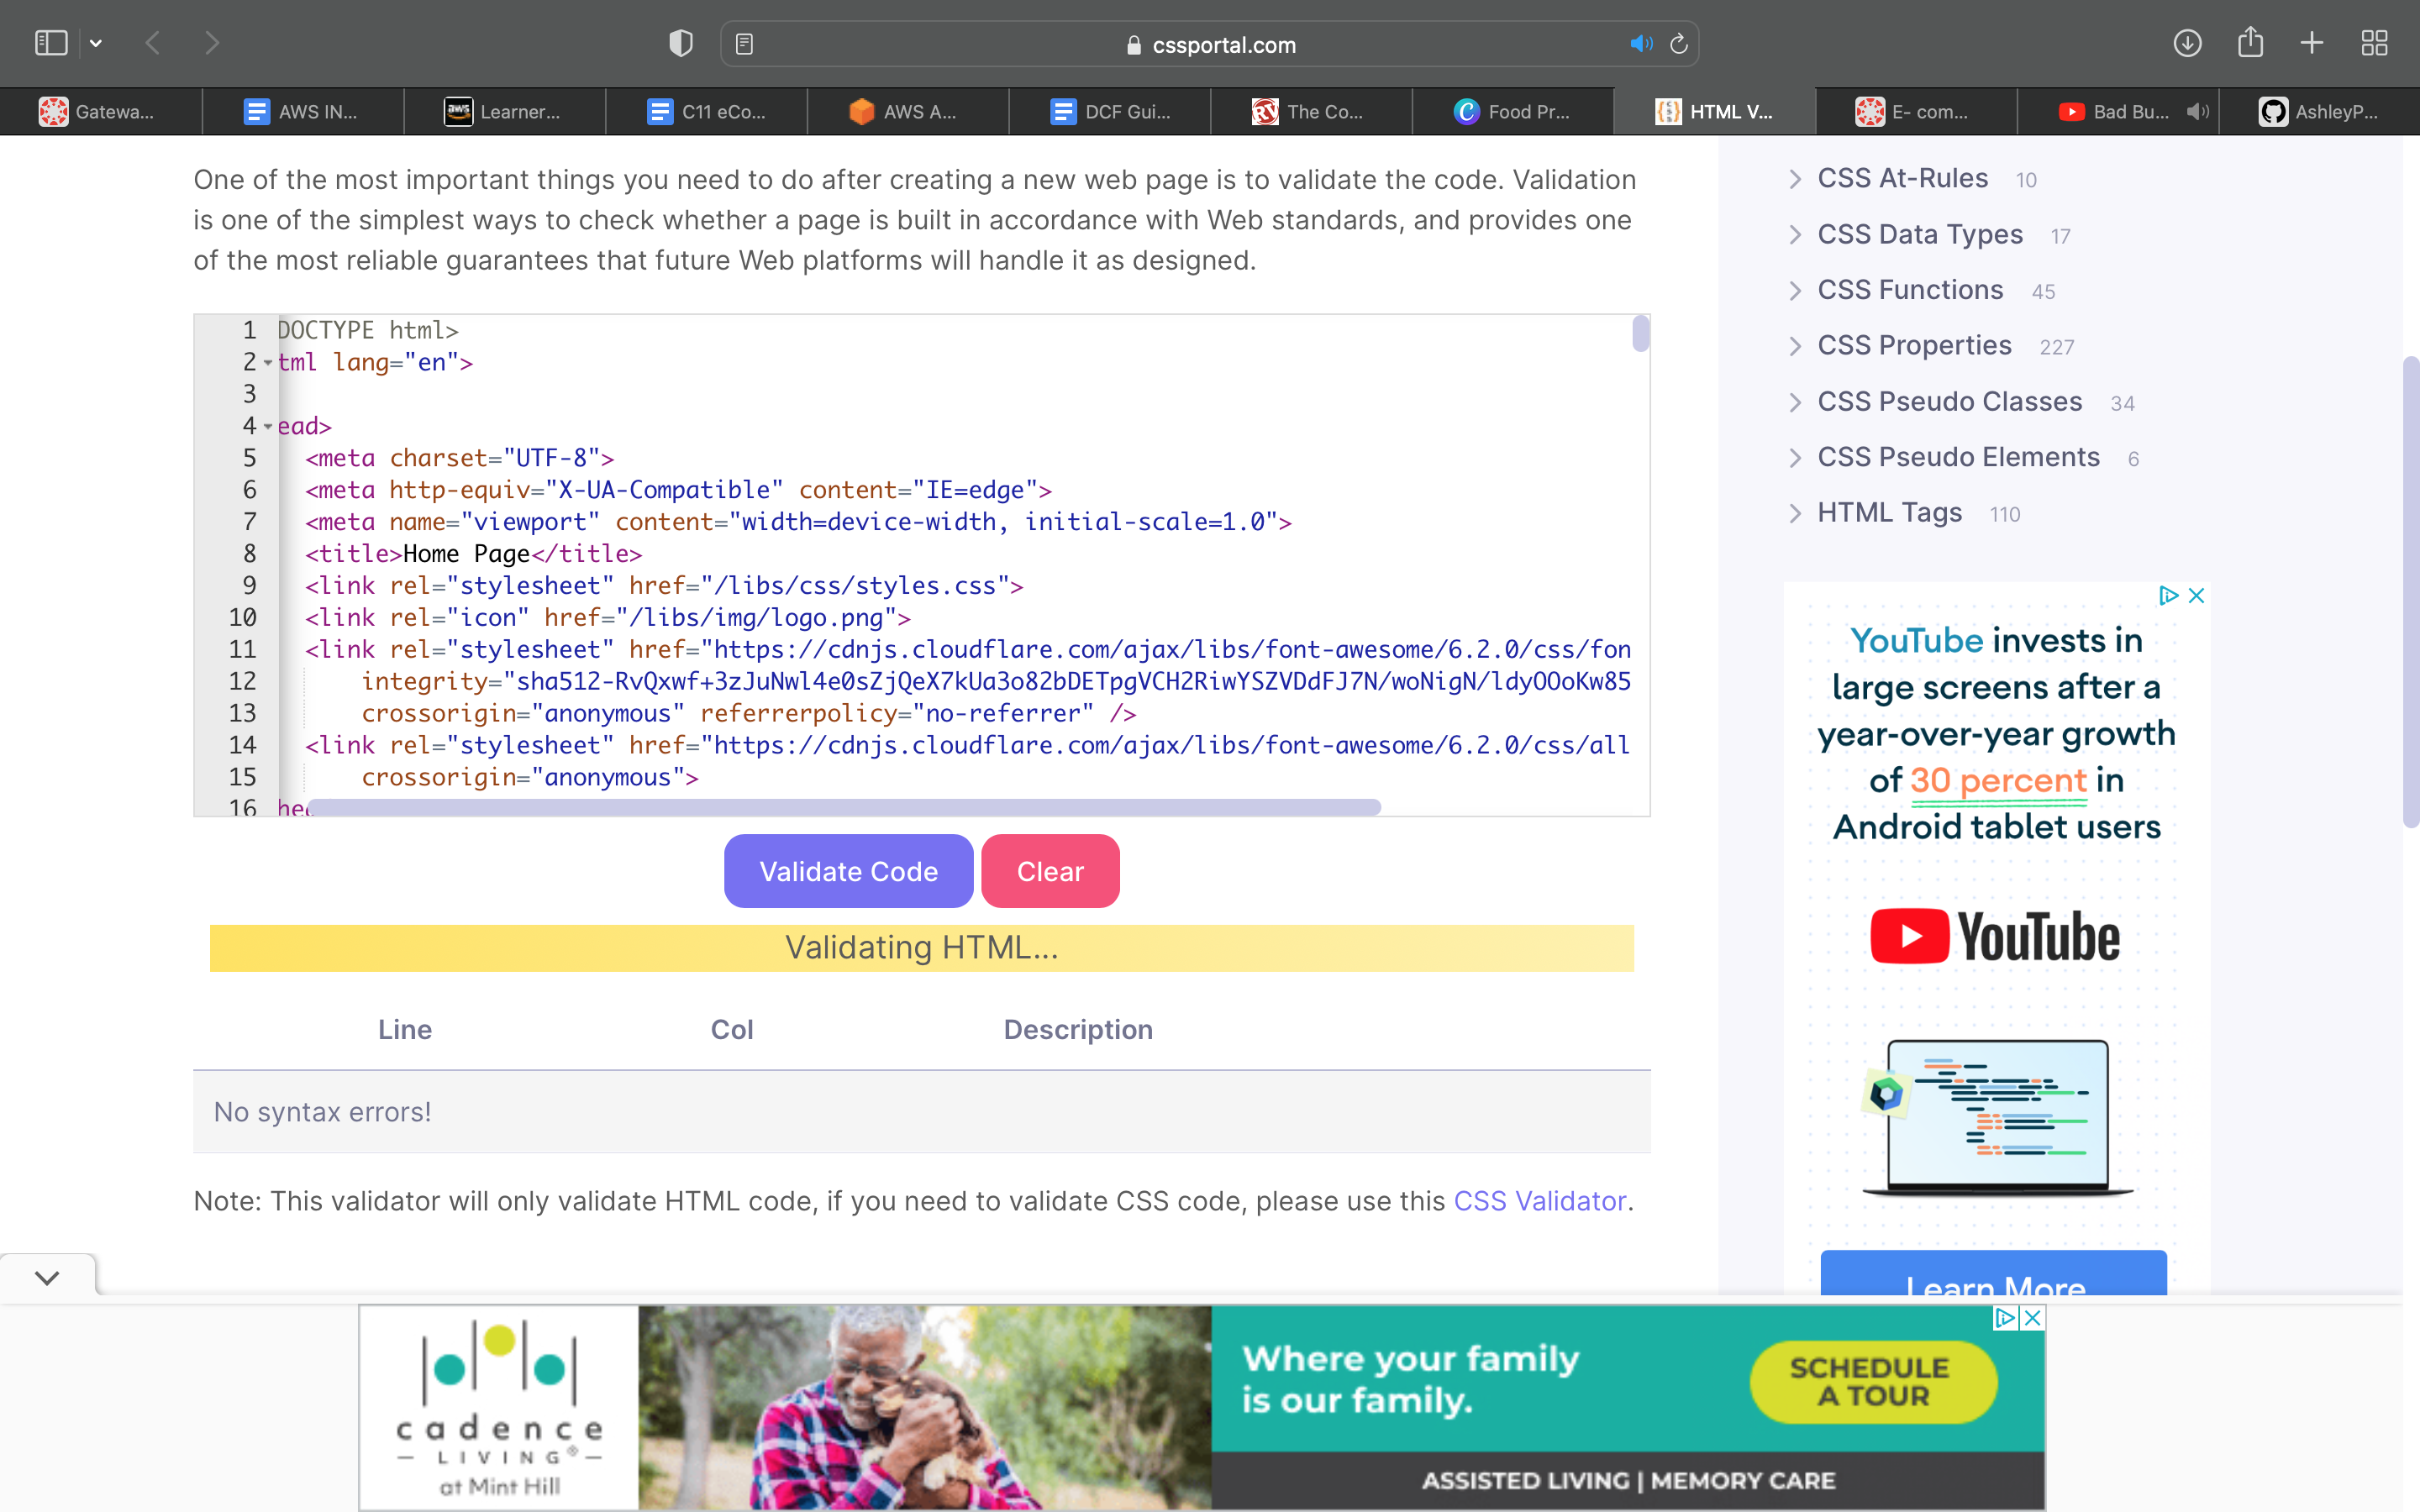 cssportal.com
Gatewa...
AWS IN...
aws
Learner...
C11 eCo...
AWS A...
DCF Gui...
The Co...
Food Pr...
HTML V...
E- com...
Bad Bu...
AshleyP...
One of the most important things you need to do after creating a new web page is to validate the code. Validation
is one of the simplest ways to check whether a page is built in accordance with Web standards, and provides one
of the most reliable guarantees that future Web platforms will handle it as designed.
1 DOCTYPE html>
2 tml lang="en">
3
4 ead>
5 <meta charset="UTF-8">
6 <meta http-equiv="X-UA-Compatible" content="IE=edge">
7 <meta name="viewport" content="width=device-width, initial-scale=1.0">
8 <title>Home Page</title>
9 <link rel="stylesheet" href="/libs/css/styles.css">
10 <link rel="icon" href="/libs/img/logo.png">
11 <link rel="stylesheet" href="https://cdnjs.cloudflare.com/ajax/libs/font-awesome/6.2.0/css/fon
12 integrity="sha512-RvQxwf+3zJuNwl4e0sZjQeX7kUa3o82bDETpgVCH2RiwYSZVDdFJ7N/woNigN/ldyOOoKw85
13 crossorigin="anonymous" referrerpolicy="no-referrer" />
14 <link rel="stylesheet" href="https://cdnjs.cloudflare.com/ajax/libs/font-awesome/6.2.0/css/all
15 crossorigin="anonymous">
16 hea
Validate Code
Clear
Validating HTML...
Line Col Description
No syntax errors!
Note: This validator will only validate HTML code, if you need to validate CSS code, please use this CSS Validator.
CSS At-Rules 10
CSS Data Types 17
CSS Functions 45
CSS Properties 227
CSS Pseudo Classes 34
CSS Pseudo Elements 6
HTML Tags 110
YouTube invests in
large screens after a
year-over-year growth
of 30 percent in
Android tablet users
YouTube
Learn More
cadence
LIVING®
at Mint Hill
Where your family
is our family.
SCHEDULE
A TOUR
ASSISTED LIVING | MEMORY CARE